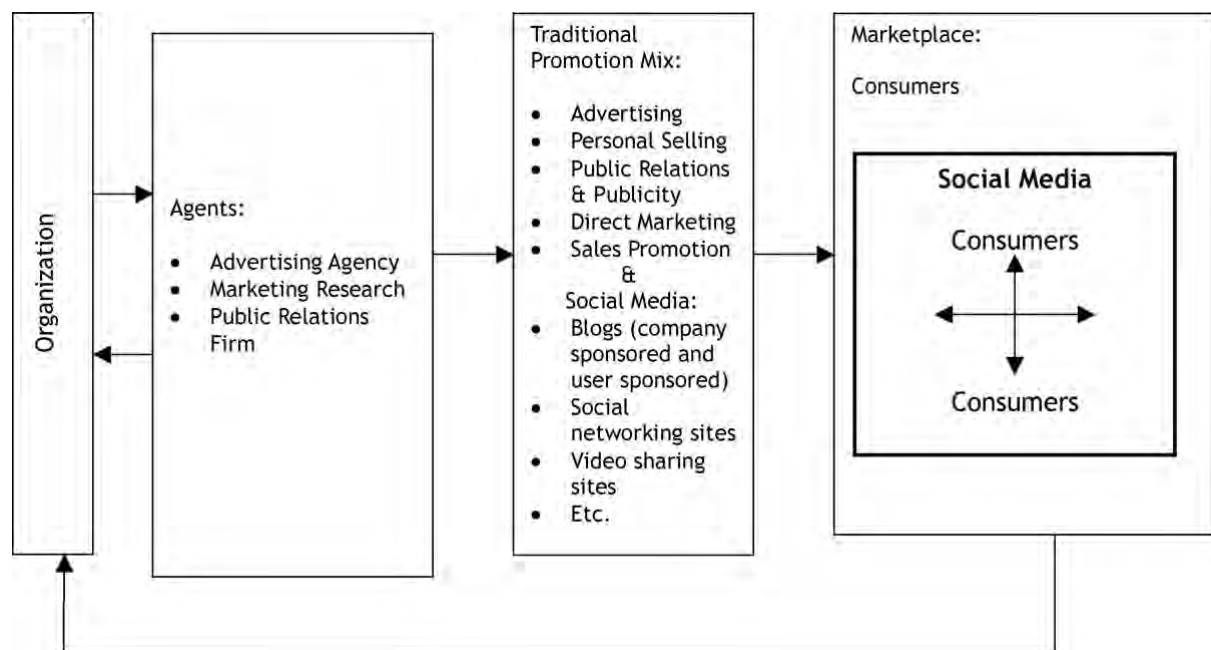 Organization
Agents:
• Advertising Agency
• Marketing Research
• Public Relations
Firm
Traditional
Promotion Mix:
• Advertising
• Personal Selling
• Public Relations
& Publicity
• Direct Marketing
• Sales Promotion
&
Social Media:
• Blogs (company
sponsored and
user sponsored)
• Social
networking sites
• Video sharing
sites
• Etc.
Marketplace:
Consumers
Social Media
Consumers
Consumers